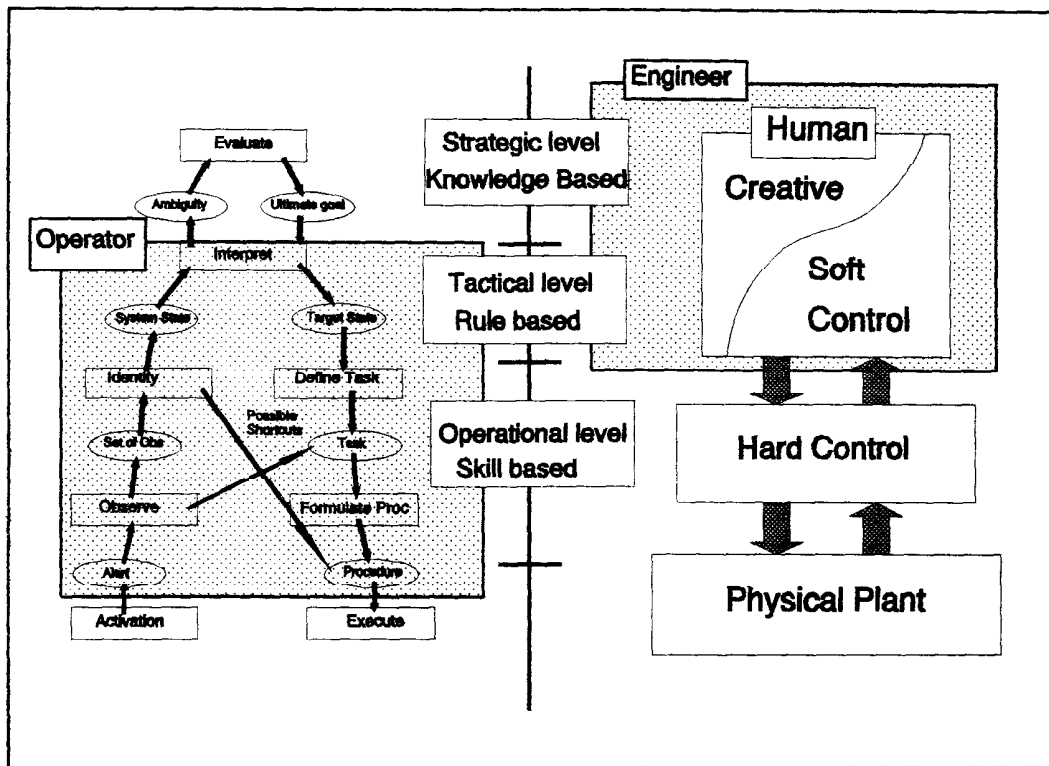 Engineer
Human
Strategic level
Knowledge Based
Creative
Evaluate
Ambiguity
Ultimate goal
Operator
Interpret
Soft
Control
Tactical level
Rule based
System State
Target State
Identity
Define Task
Possible
Shortcuts
Set of Obs
Task
Operational level
Skill based
Hard Control
Observe
Formulate Proc
Alert
Procedure
Physical Plant
Activation
Execute